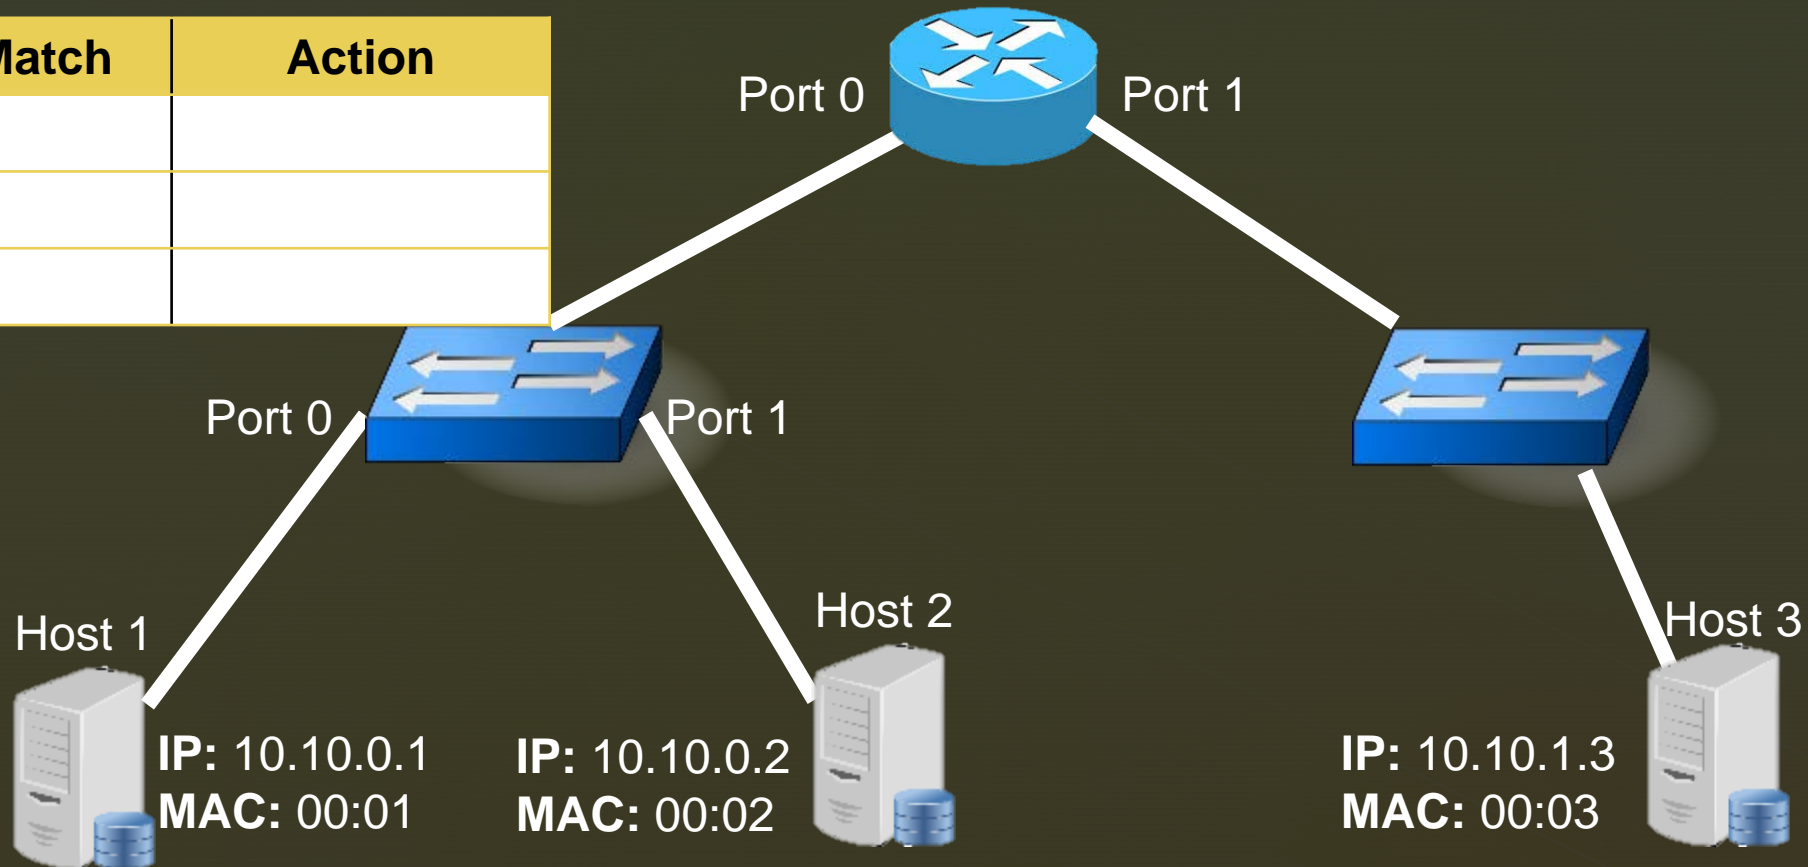 Match Action
Port 0 Port 1
Port 0 Port 1
Host 1
Host 2
Host 3
IP: 10.10.0.1
MAC: 00:01
IP: 10.10.0.2
MAC: 00:02
IP: 10.10.1.3
MAC: 00:03